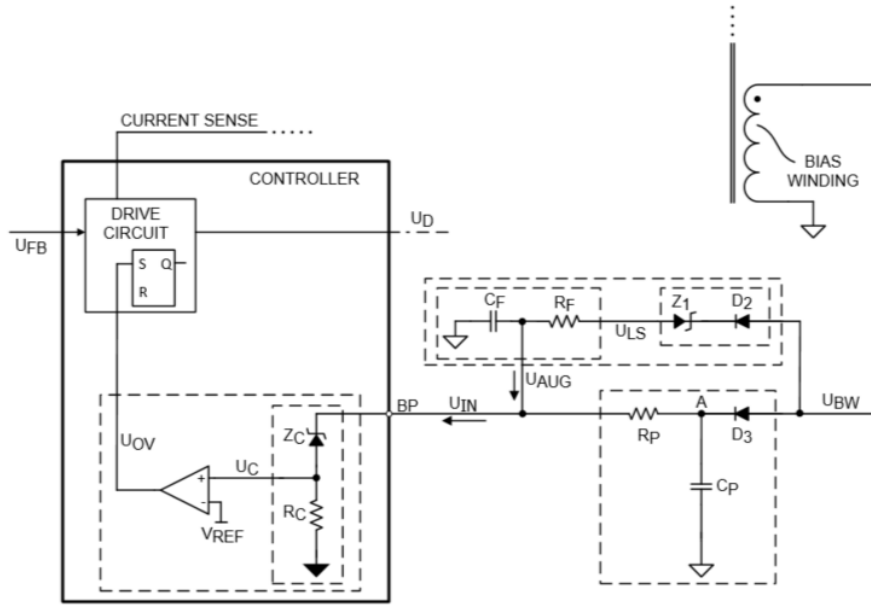 CURRENT SENSE
CONTROLLER
BIAS
WINDING
DRIVE
CIRCUIT
UFB
UD
S Q
R
CF
RF
Z1
D2
ULS
UAUG
BP
UIN
A
UBW
RP
D3
CP
ZC
UOV
UC
+
-
RC
VREF